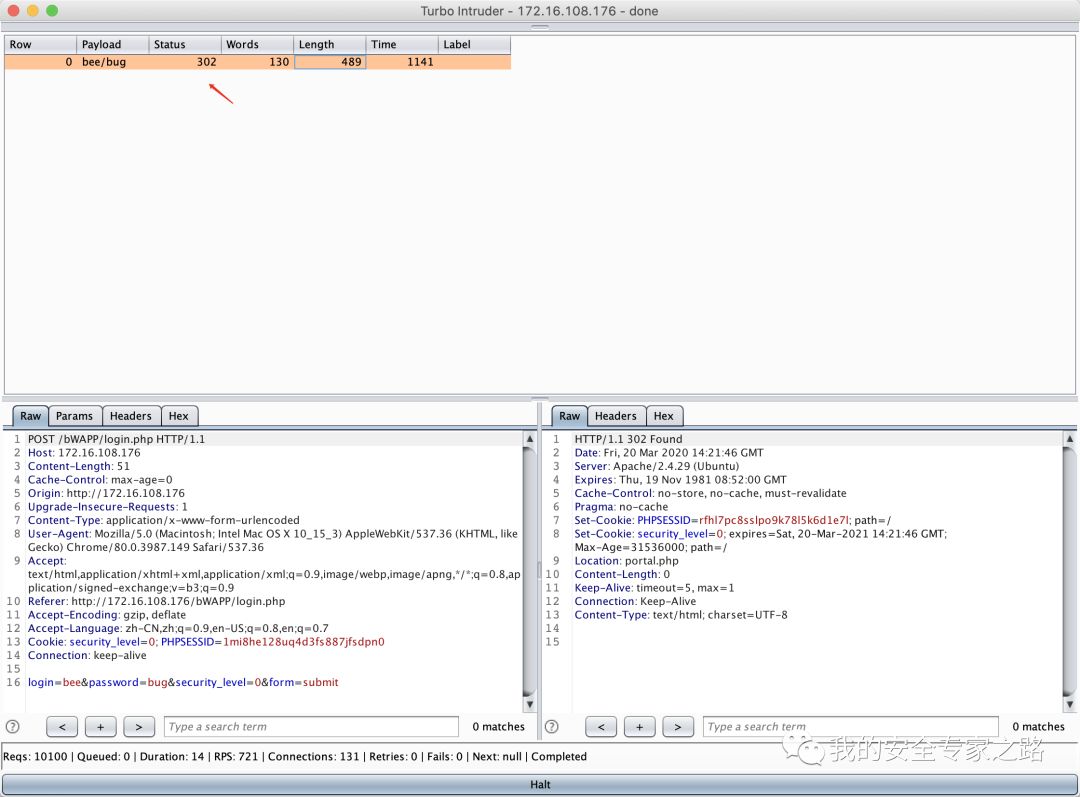 Turbo Intruder - 172.16.108.176 - done
Row Payload Status Words Length Time Label
0 bee/bug 302 130 489 1141
Raw Params Headers Hex
1 POST /bWAPP/login.php HTTP/1.1
2 Host: 172.16.108.176
3 Content-Length: 51
4 Cache-Control: max-age=0
5 Origin: http://172.16.108.176
6 Upgrade-Insecure-Requests: 1
7 Content-Type: application/x-www-form-urlencoded
8 User-Agent: Mozilla/5.0 (Macintosh; Intel Mac OS X 10_15_3) AppleWebKit/537.36 (KHTML, like
Gecko) Chrome/80.0.3987.149 Safari/537.36
9 Accept:
text/html,application/xhtml+xml,application/xml;q=0.9,image/webp,image/apng,*/*;q=0.8,ap
plication/signed-exchange;v=b3;q=0.9
10 Referer: http://172.16.108.176/bWAPP/login.php
11 Accept-Encoding: gzip, deflate
12 Accept-Language: zh-CN,zh;q=0.9,en-US;q=0.8,en;q=0.7
13 Cookie: security_level=0; PHPSESSID=1mi8he128uq4d3fs887jfsdpn0
14 Connection: keep-alive
15
16 login=bee&password=bug&security_level=0&form=submit
? < + > Type a search term 0 matches
Raw Headers Hex
1 HTTP/1.1 302 Found
2 Date: Fri, 20 Mar 2020 14:21:46 GMT
3 Server: Apache/2.4.29 (Ubuntu)
4 Expires: Thu, 19 Nov 1981 08:52:00 GMT
5 Cache-Control: no-store, no-cache, must-revalidate
6 Pragma: no-cache
7 Set-Cookie: PHPSESSID=rfhl7pc8sslpo9k78l5k6d1e7l; path=/
8 Set-Cookie: security_level=0; expires=Sat, 20-Mar-2021 14:21:46 GMT;
Max-Age=31536000; path=/
9 Location: portal.php
10 Content-Length: 0
11 Keep-Alive: timeout=5, max=1
12 Connection: Keep-Alive
13 Content-Type: text/html; charset=UTF-8
14
15
? < + > Type a search term 0 matches
Reqs: 10100 | Queued: 0 | Duration: 14 | RPS: 721 | Connections: 131 | Retries: 0 | Fails: 0 | Next: null | Completed
我的安全专家之路
Halt